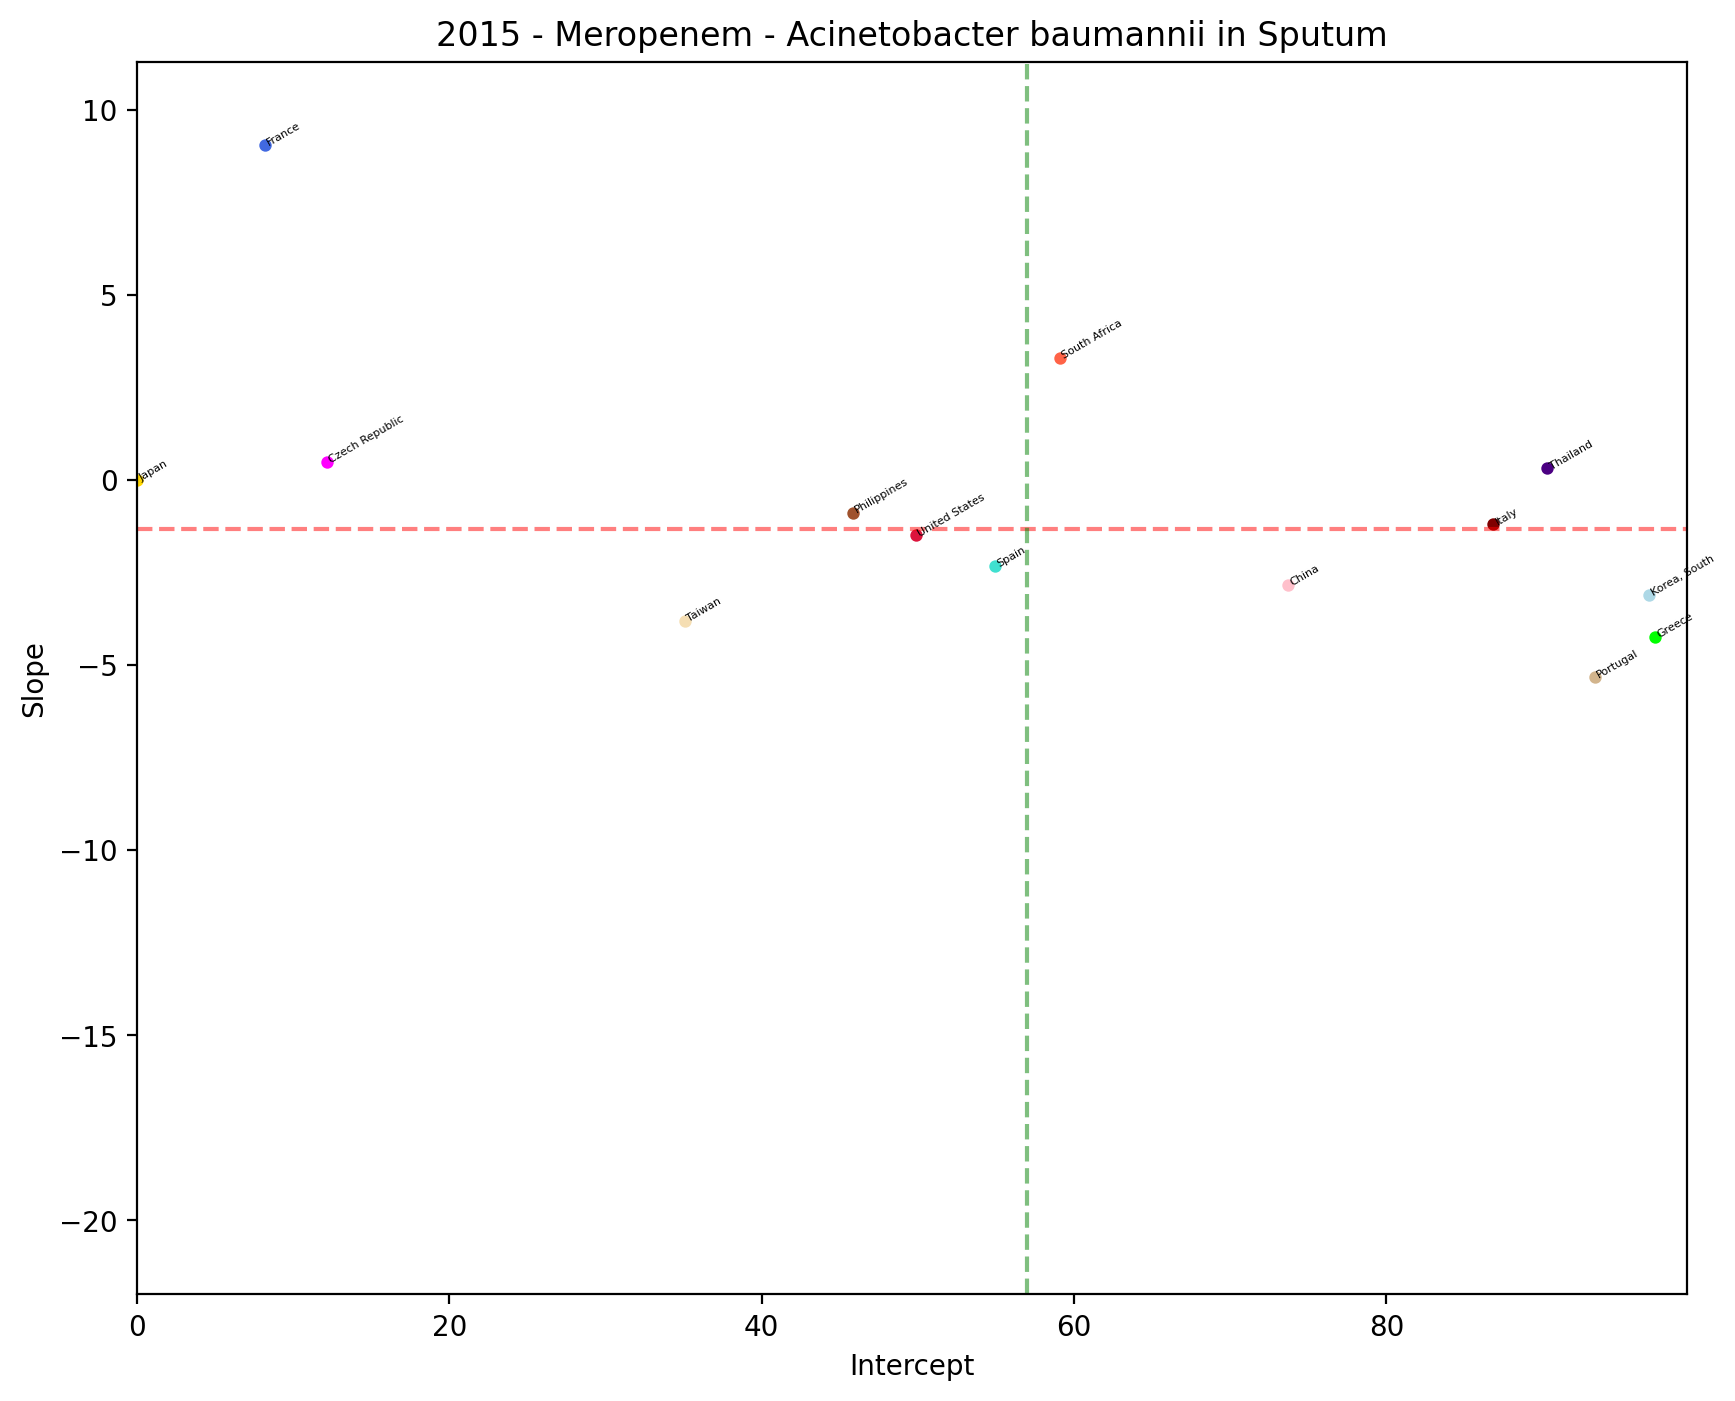 2015 - Meropenem - Acinetobacter baumannii in Sputum
10
France
5
South Africa
Czech Republic
Thailand
Japan
0
Philippines
United States
Italy
Spain
China
Korea, South
Taiwan
Greece
Portugal
−5
Slope
−10
−15
−20
0 20 40 60 80
Intercept